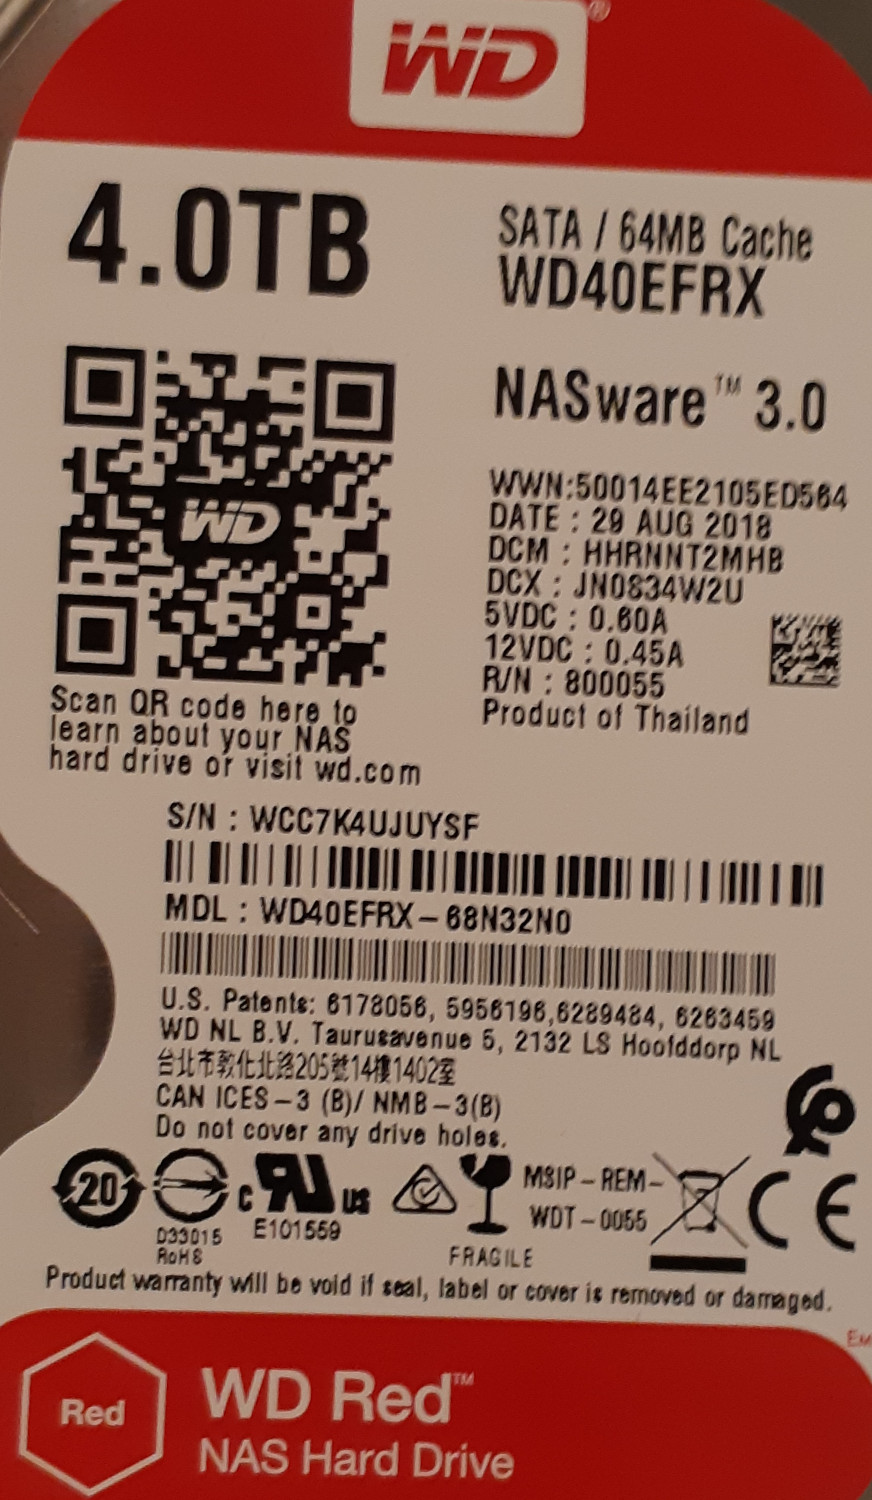 WD®
4.0TB
SATA / 64MB Cache
WD40EFRX
NASware™ 3.0
WD
WWN:50014EE2105ED564
DATE : 29 AUG 2018
DCM : HHRNNT2MHB
DCX : JN0834W2U
5VDC : 0.60A
12VDC : 0.45A
R/N : 800055
Product of Thailand
Scan QR code here to
learn about your NAS
hard drive or visit wd.com
S/N : WCC7K4UJUYSF
MDL : WD40EFRX-68N32N0
U.S. Patents: 6178056, 5956196,6289484, 6263459
WD NL B.V. Taurusavenue 5, 2132 LS Hoofddorp NL
台北市敦化北路205號14樓1402室
CAN ICES-3 (B)/ NMB-3(B)
Do not cover any drive holes.
20
D33015
RoHS
c RU US
E101559
FRAGILE
MSIP-REM-
WDT-0055
CE
Product warranty will be void if seal, label or cover is removed or damaged.
Red
WD Red™
NAS Hard Drive